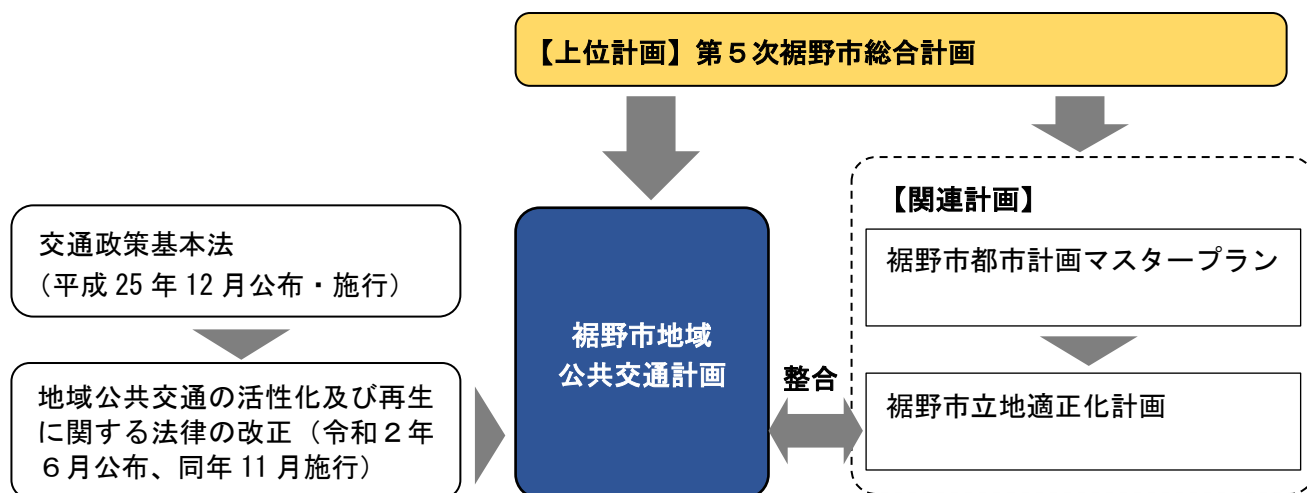 【上位計画】第５次裾野市総合計画
交通政策基本法
（平成 25 年 12 月公布・施行）
地域公共交通の活性化及び再生
に関する法律の改正（令和２年
６月公布、同年 11 月施行）
裾野市地域
公共交通計画
整合
【関連計画】
裾野市都市計画マスタープラン
裾野市立地適正化計画